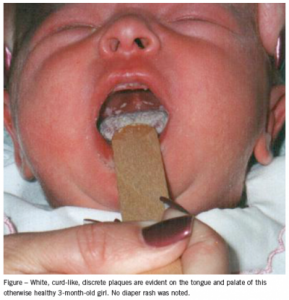 Figure – White, curd-like, discrete plaques are evident on the tongue and palate of this
otherwise healthy 3-month-old girl. No diaper rash was noted.